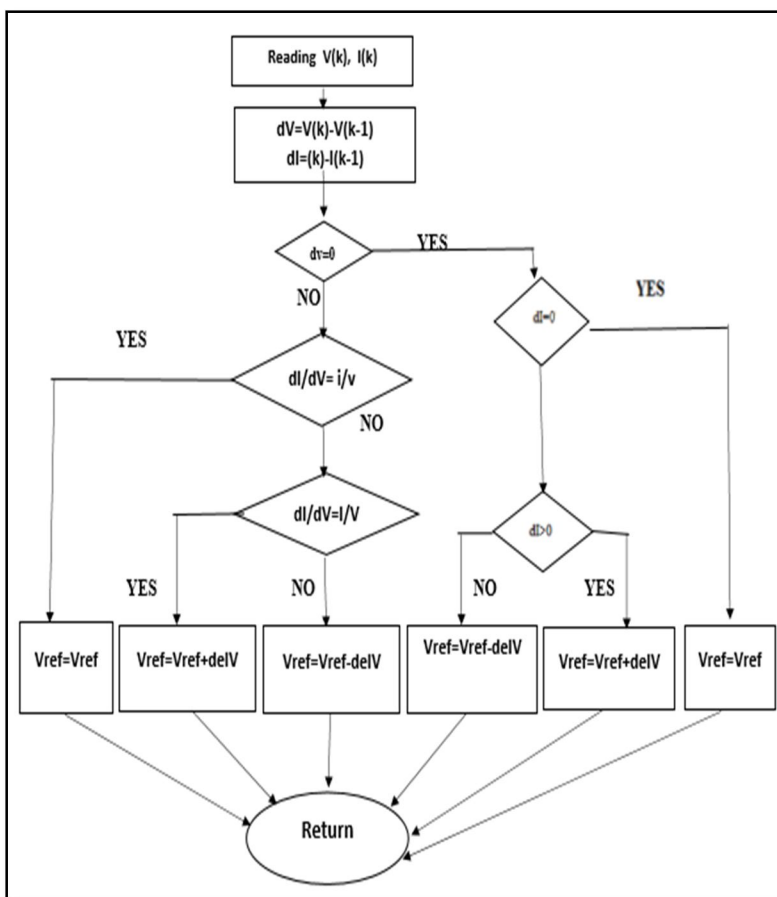 Reading V(k), I(k)
dV=V(k)-V(k-1)
dI=(k)-I(k-1)
dv=0
YES
NO
dI=0
YES
YES
dI/dV= i/v
NO
dI/dV=I/V
dI>0
YES
NO
NO
YES
Vref=Vref
Vref=Vref+delV
Vref=Vref-delV
Vref=Vref-delV
Vref=Vref+delV
Vref=Vref
Return